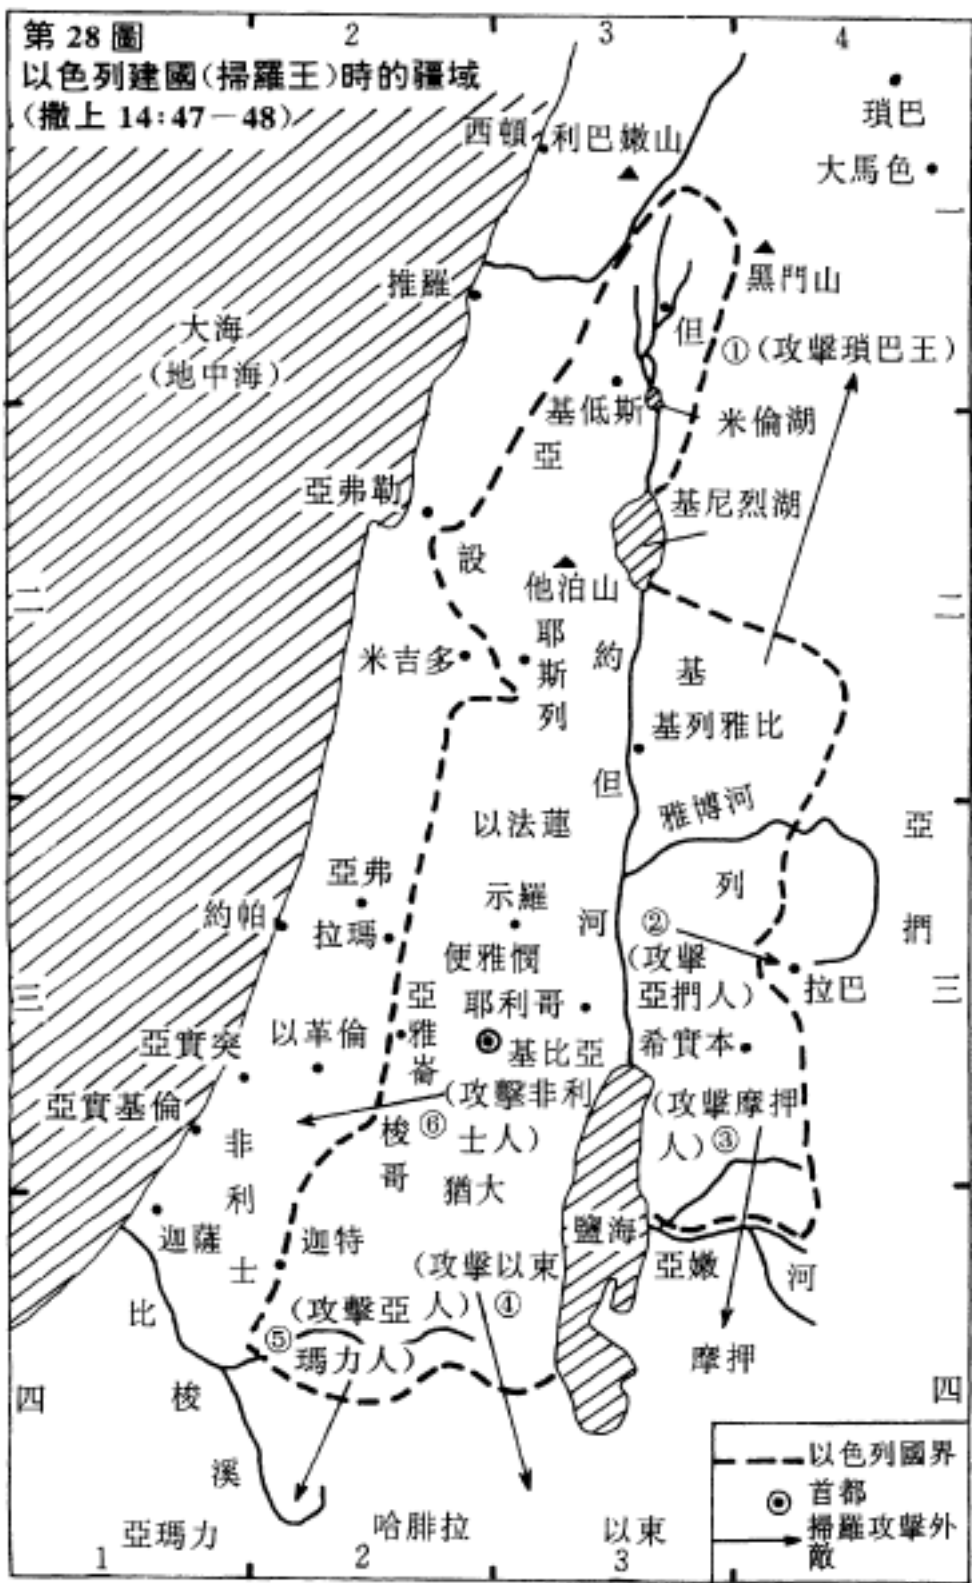 第 28 圖
以色列建國(掃羅王)時的疆域
(撒上 14:47－48)
2
3
4
瑣巴
大馬色
西頓
利巴嫩山
一
推羅
黑門山
大海
(地中海)
但
①(攻擊瑣巴王)
基低斯
米倫湖
亞
亞弗勒
基尼烈湖
設
他泊山
二
二
米吉多
耶斯列
約
基
基列雅比
但
雅博河
以法蓮
亞
亞弗
示羅
列
約帕
拉瑪
河
②
捫
便雅憫
(攻擊
亞捫人)
拉巴
三
三
耶利哥
亞雅崙
亞實突
以革倫
基比亞
希實本
亞實基倫
(攻擊非利
士人)
⑥
(攻擊摩押
人)③
非
梭哥
利
猶大
迦薩
士
迦特
鹽海
亞嫩
河
(攻擊以東
人)④
比
(攻擊亞
⑤
瑪力人)
摩押
四
四
梭
溪
亞瑪力
哈腓拉
以東
1
2
3
以色列國界
首都
掃羅攻擊外
敵